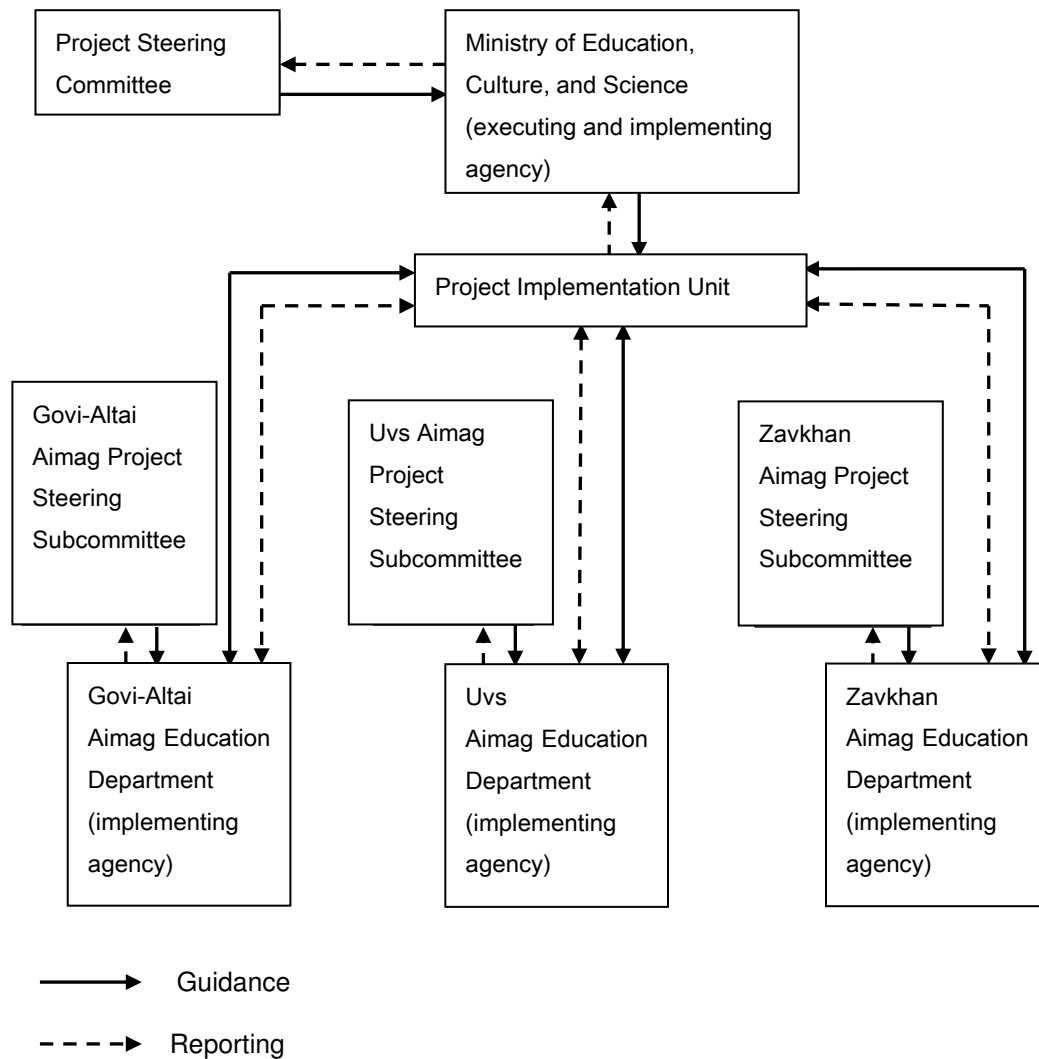 Project Steering
Committee
Ministry of Education,
Culture, and Science
(executing and implementing
agency)
Project Implementation Unit
Govi-Altai
Aimag Project
Steering
Subcommittee
Uvs Aimag
Project
Steering
Subcommittee
Zavkhan
Aimag Project
Steering
Subcommittee
Govi-Altai
Aimag Education
Department
(implementing
agency)
Uvs
Aimag Education
Department
(implementing
agency)
Zavkhan
Aimag Education
Department
(implementing
agency)
Guidance
Reporting